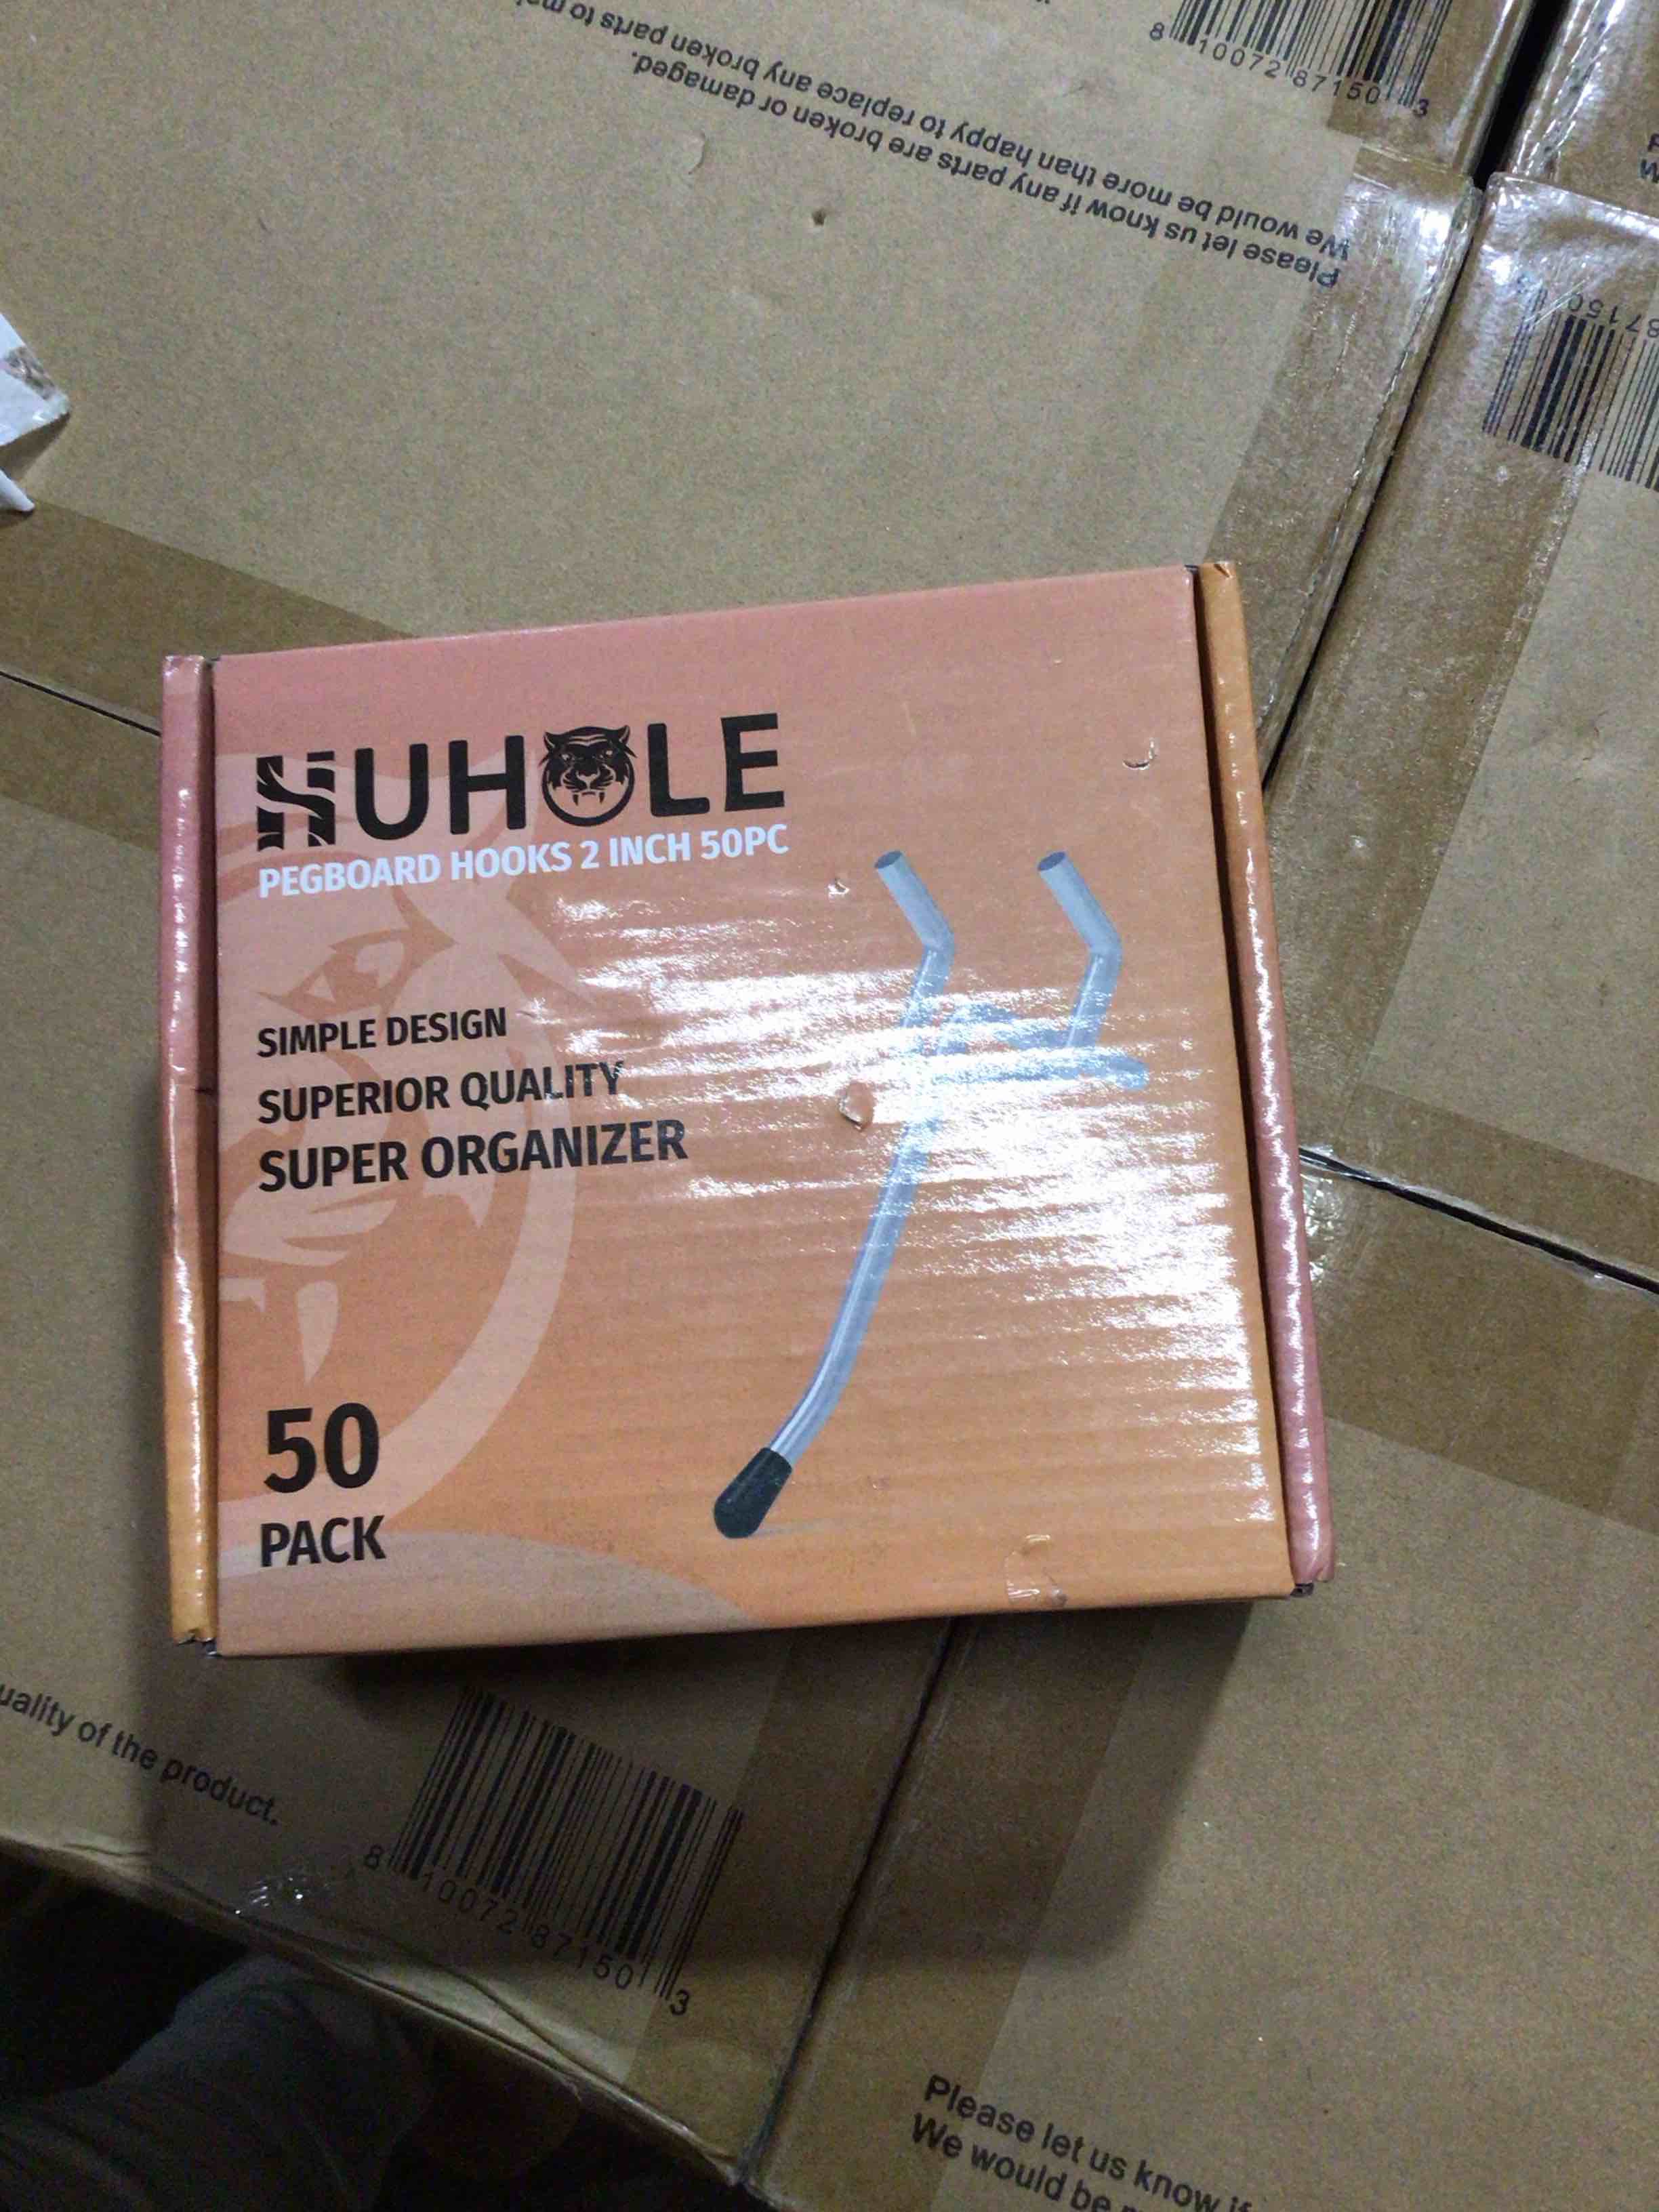 8 10072 87150 3
We would be more than happy to replace any broken parts to
Please let us know if any parts are broken or damaged.
87150
NUHOLE
PEGBOARD HOOKS 2 INCH 50PC
SIMPLE DESIGN
SUPERIOR QUALITY
SUPER ORGANIZER
50
PACK
of the product.
8 10072 87150 3
Please let us know if
We would be